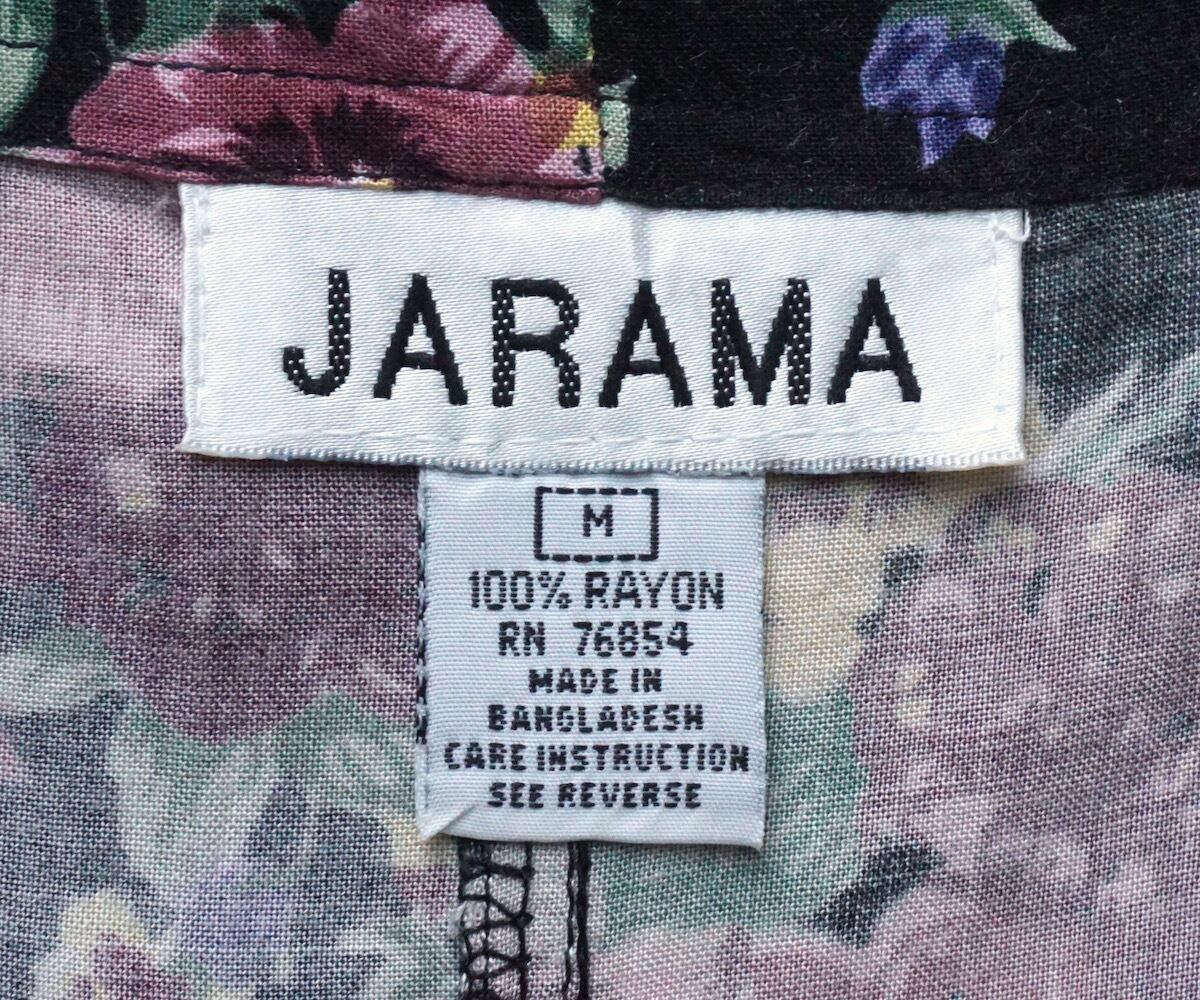 JARAMA
M
100% RAYON
RN 76854
MADE IN
BANGLADESH
CARE INSTRUCTION
SEE REVERSE